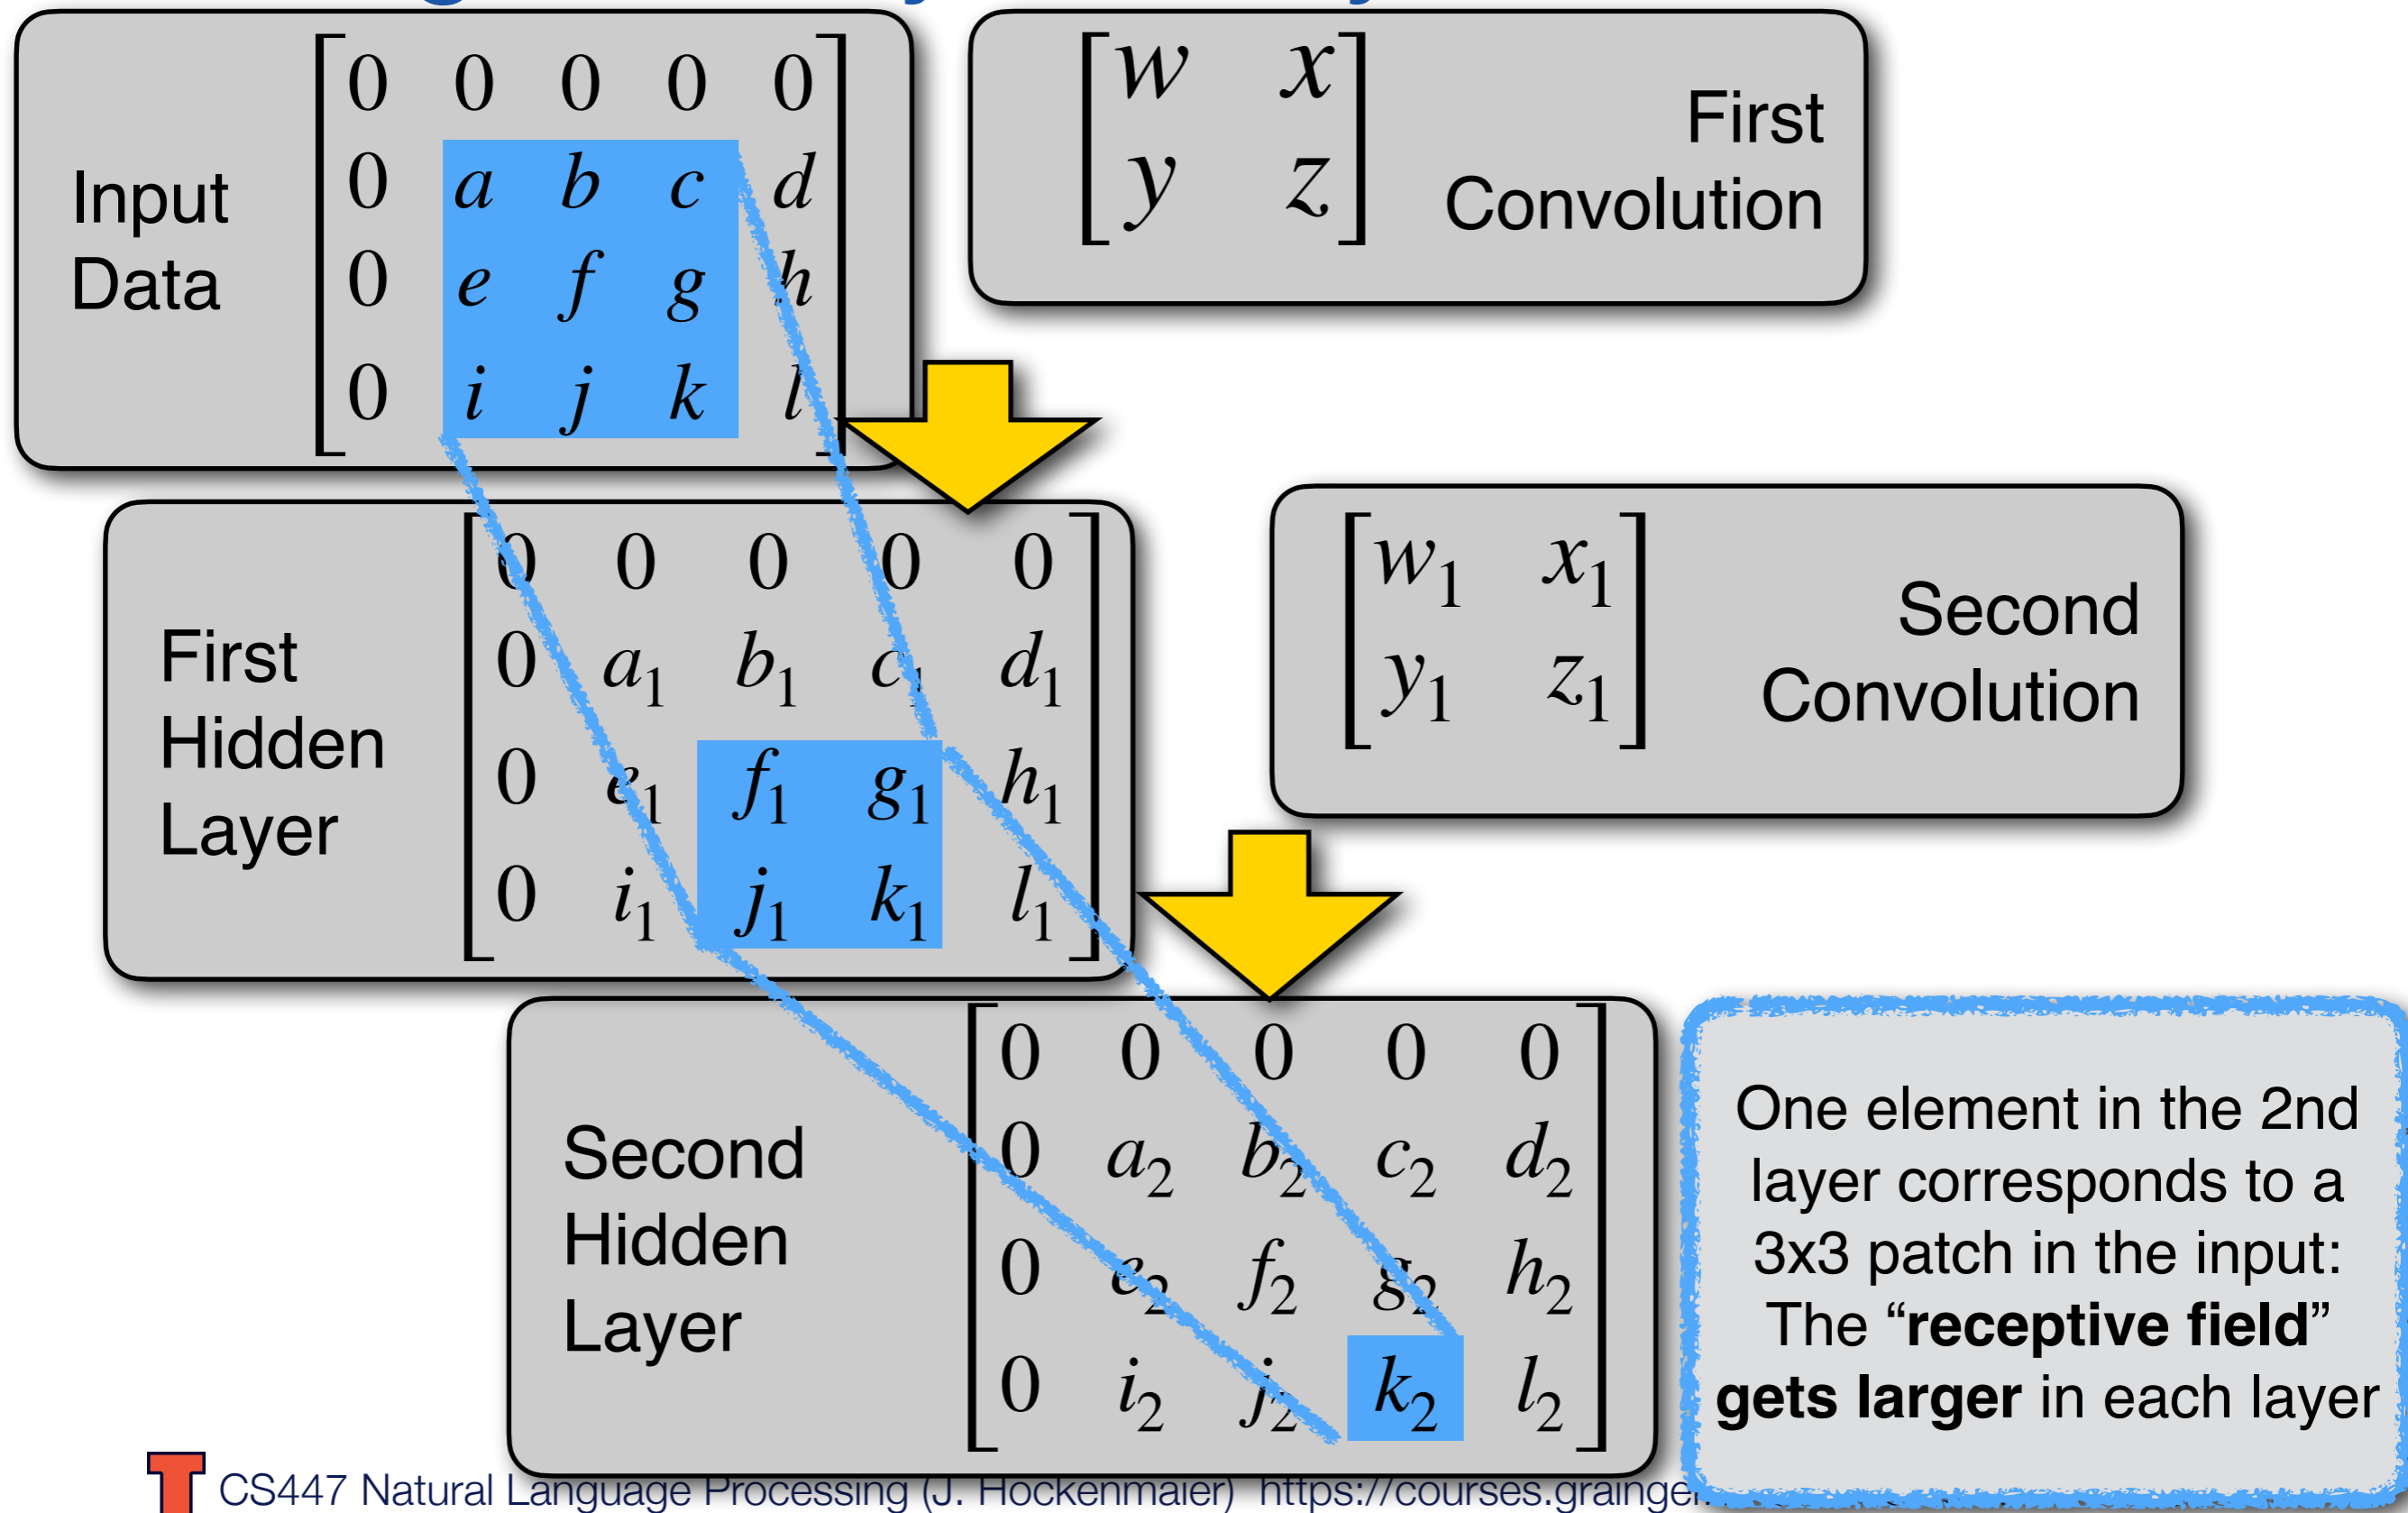 Input
Data
0 0 0 0 0
0 a b c d
0 e f g h
0 i j k l
w x
y z
First
Convolution
First
Hidden
Layer
0 0 0 0 0
0 a₁ b₁ c₁ d₁
0 e₁ f₁ g₁ h₁
0 i₁ j₁ k₁ l₁
w₁ x₁
y₁ z₁
Second
Convolution
Second
Hidden
Layer
0 0 0 0 0
0 a₂ b₂ c₂ d₂
0 e₂ f₂ g₂ h₂
0 i₂ j₂ k₂ l₂
One element in the 2nd
layer corresponds to a
3x3 patch in the input:
The “receptive field”
gets larger in each layer
CS447 Natural Language Processing (J. Hockenmaier) https://courses.grainger